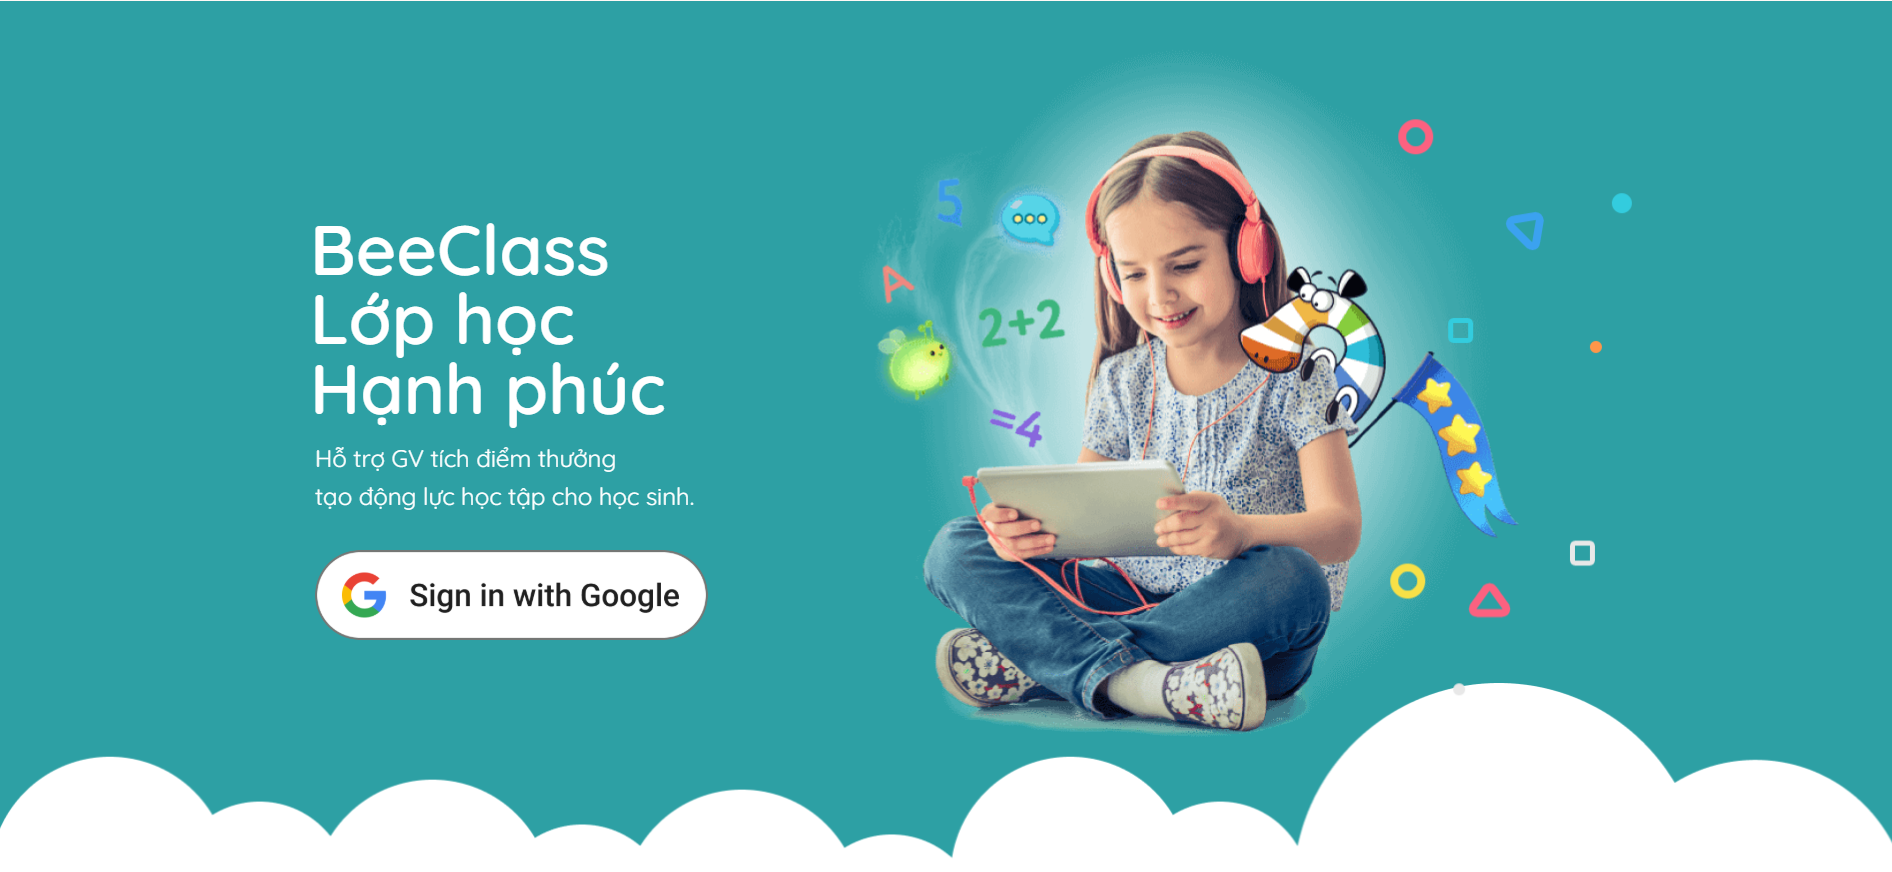 BeeClass
Lớp học
Hạnh phúc
Hỗ trợ GV tích điểm thưởng
tạo động lực học tập cho học sinh.
Sign in with Google
5
A
2+2
=4